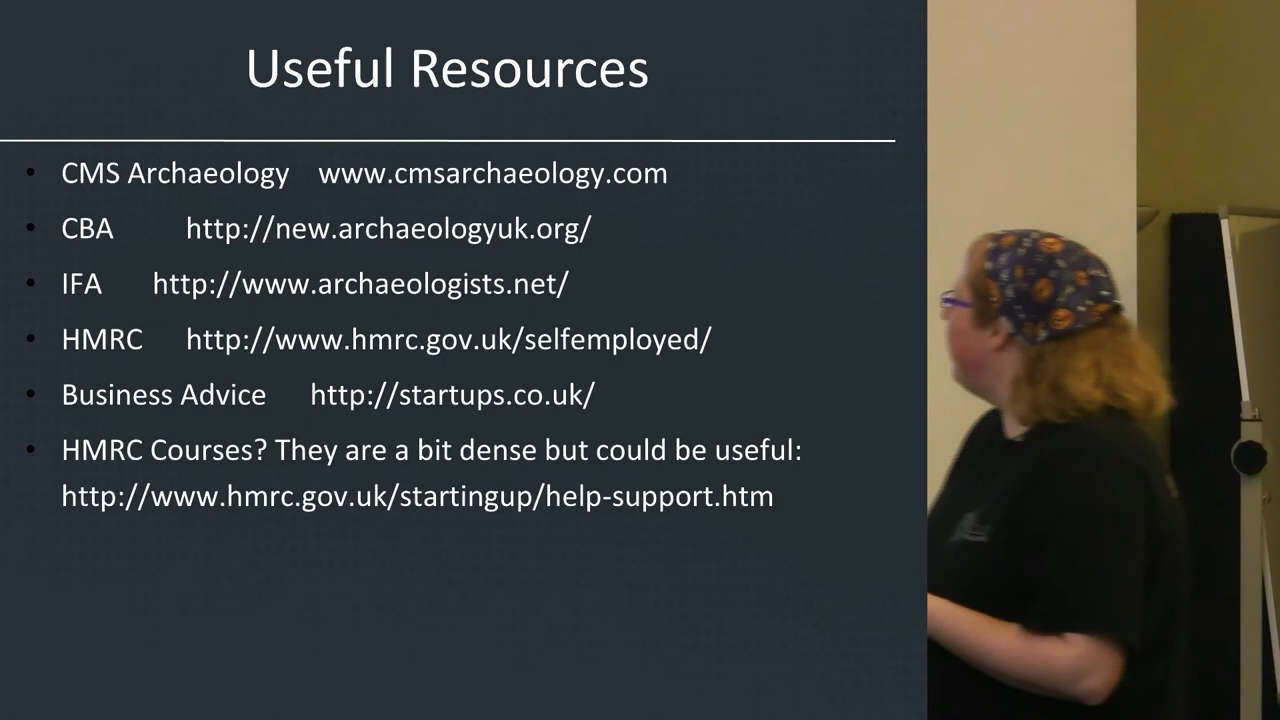 Useful Resources
• CMS Archaeology www.cmsarchaeology.com
• CBA http://new.archaeologyuk.org/
• IFA http://www.archaeologists.net/
• HMRC http://www.hmrc.gov.uk/selfemployed/
• Business Advice http://startups.co.uk/
• HMRC Courses? They are a bit dense but could be useful:
http://www.hmrc.gov.uk/startingup/help-support.htm